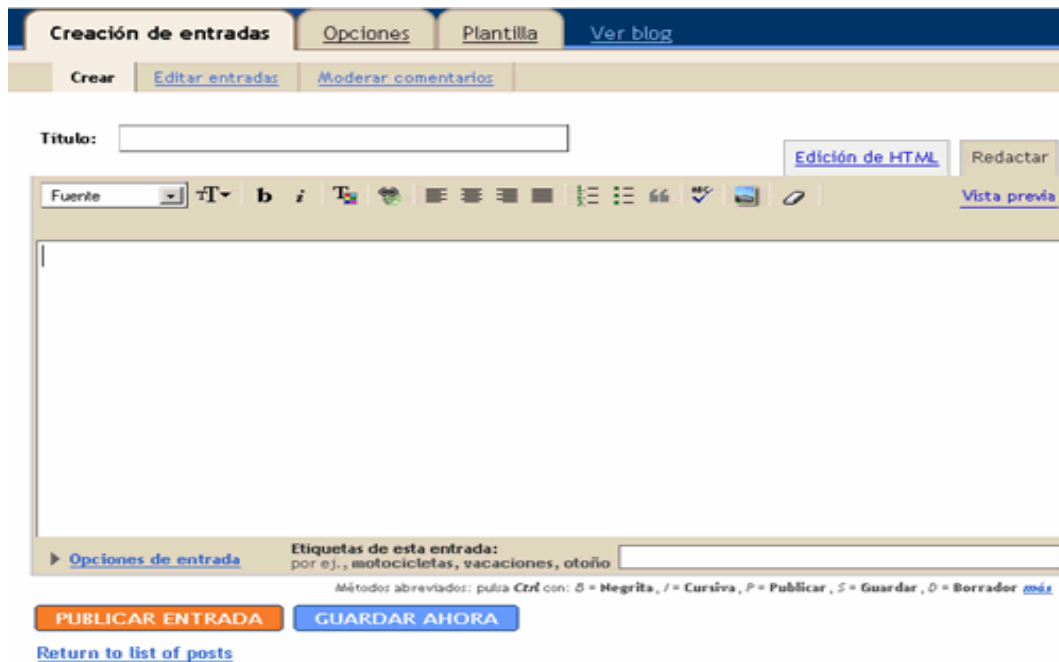 Creación de entradas Opciones Plantilla Ver blog
Crear Editar entradas Moderar comentarios
Título:
Edición de HTML Redactar
Fuente T b i T ABC Vista previa
Opciones de entrada Etiquetas de esta entrada:
por ej., motocicletas, vacaciones, otoño
Métodos abreviados: pulsa Ctrl con: B = Negrita, I = Cursiva, P = Publicar, S = Guardar, D = Borrador más
PUBLICAR ENTRADA GUARDAR AHORA
Return to list of posts